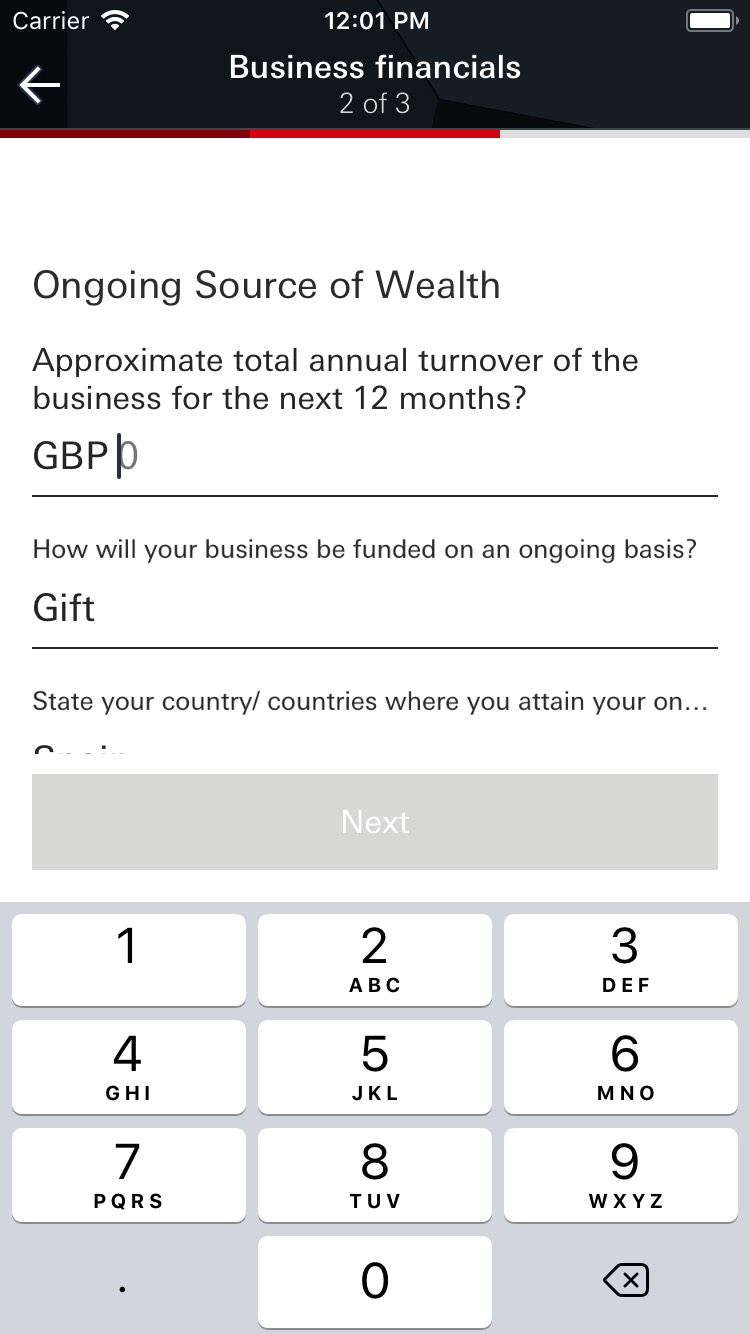 Carrier 12:01 PM
Business financials
2 of 3
Ongoing Source of Wealth
Approximate total annual turnover of the
business for the next 12 months?
GBP 0
How will your business be funded on an ongoing basis?
Gift
State your country/ countries where you attain your on...
Next
1 2 3
ABC DEF
4 5 6
GHI JKL MNO
7 8 9
PQRS TUV WXYZ
. 0